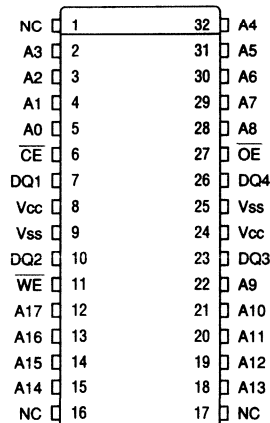 NC 1 32 A4
A3 2 31 A5
A2 3 30 A6
A1 4 29 A7
A0 5 28 A8
C̅E̅ 6 27 O̅E̅
DQ1 7 26 DQ4
Vcc 8 25 Vss
Vss 9 24 Vcc
DQ2 10 23 DQ3
W̅E̅ 11 22 A9
A17 12 21 A10
A16 13 20 A11
A15 14 19 A12
A14 15 18 A13
NC 16 17 NC